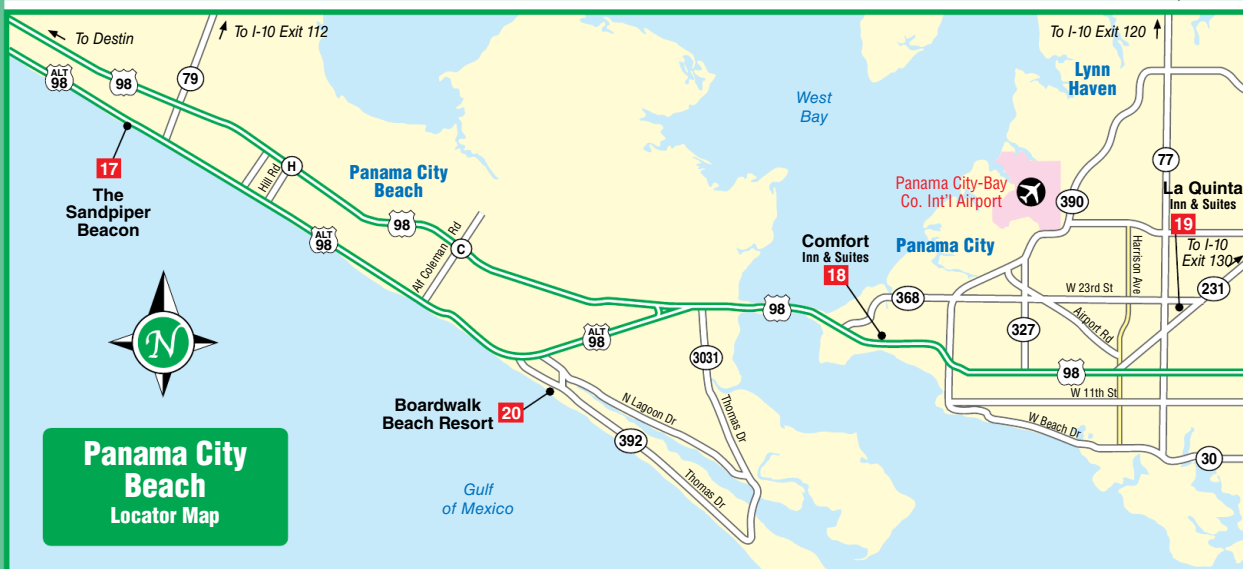 To Destin
To I-10 Exit 112
To I-10 Exit 120
ALT
98
98
79
West
Bay
Lynn
Haven
17
The
Sandpiper
Beacon
Hill Rd
H
Panama City
Beach
98
ALT
98
Alf Coleman Rd
C
77
Panama City-Bay
Co. Int'l Airport
390
La Quinta
Inn & Suites
19
To I-10
Exit 130
Comfort
Inn & Suites
18
Panama City
Harrison Ave
231
368
W 23rd St
98
N
ALT
98
3031
327
Airport Rd
98
W 11th St
Boardwalk
Beach Resort
20
N Lagoon Dr
Thomas Dr
392
W Beach Dr
30
Thomas Dr
Gulf
of Mexico
Panama City
Beach
Locator Map